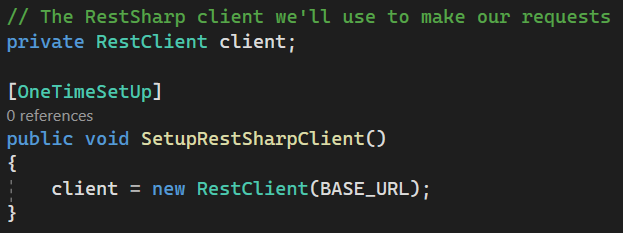 // The RestSharp client we'll use to make our requests
private RestClient client;
[OneTimeSetUp]
0 references
public void SetupRestSharpClient()
{
client = new RestClient(BASE_URL);
}